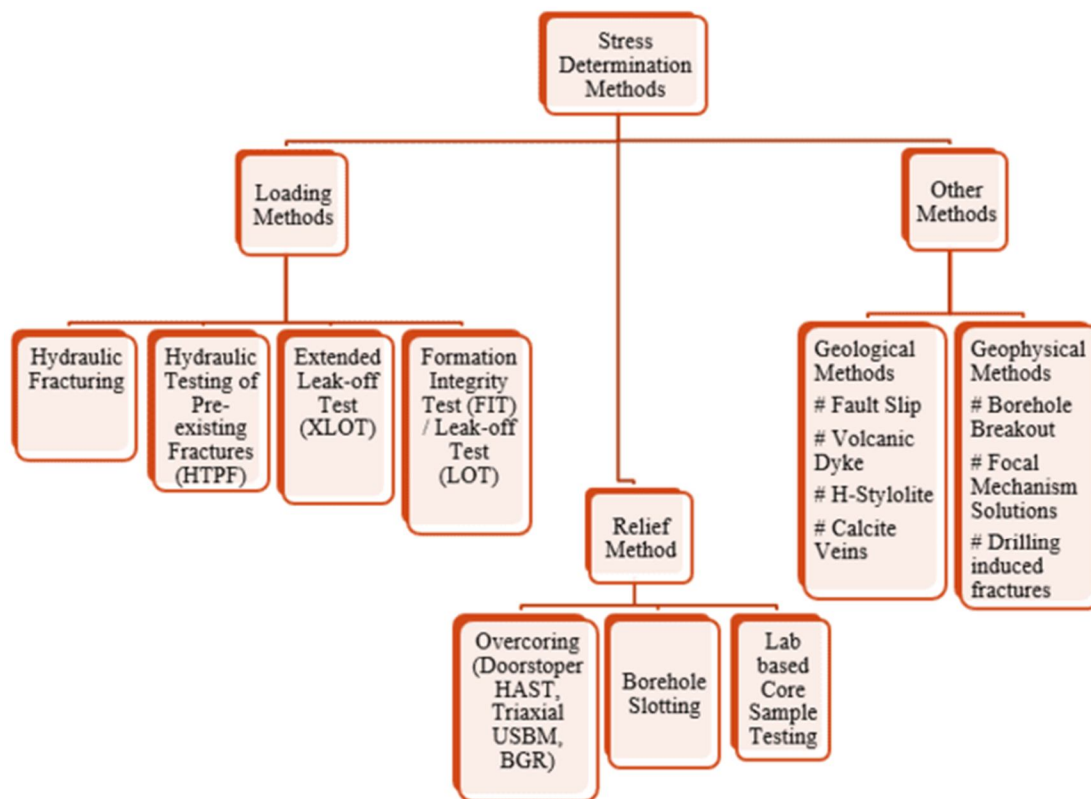 Stress
Determination
Methods
Loading
Methods
Other
Methods
Hydraulic
Fracturing
Hydraulic
Testing of
Pre-
existing
Fractures
(HTPF)
Extended
Leak-off
Test
(XLOT)
Formation
Integrity
Test (FIT)
/ Leak-off
Test
(LOT)
Geological
Methods
# Fault Slip
# Volcanic
Dyke
# H-Stylolite
# Calcite
Veins
Geophysical
Methods
# Borehole
Breakout
# Focal
Mechanism
Solutions
# Drilling
induced
fractures
Relief
Method
Overcoring
(Doorstoper
HAST,
Triaxial
USBM,
BGR)
Borehole
Slotting
Lab
based
Core
Sample
Testing